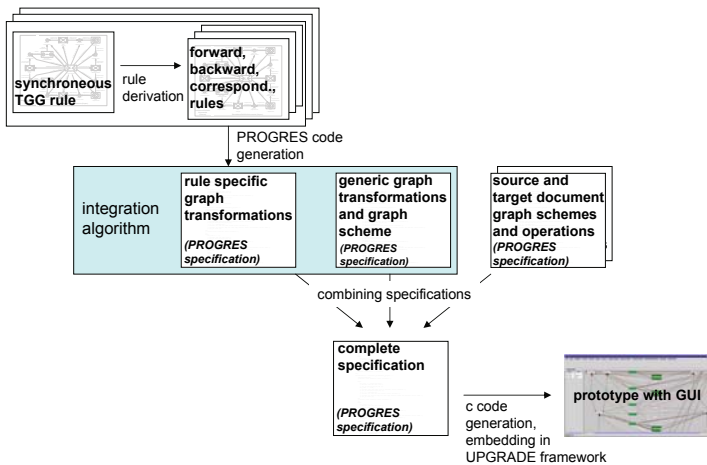 synchroneous
TGG rule
rule
derivation
forward,
backward,
correspond.,
rules
PROGRES code
generation
integration
algorithm
rule specific
graph
transformations
(PROGRES
specification)
generic graph
transformations
and graph
scheme
(PROGRES
specification)
source and
target document
graph schemes
and operations
(PROGRES
specification)
combining specifications
complete
specification
(PROGRES
specification)
c code
generation,
embedding in
UPGRADE framework
prototype with GUI